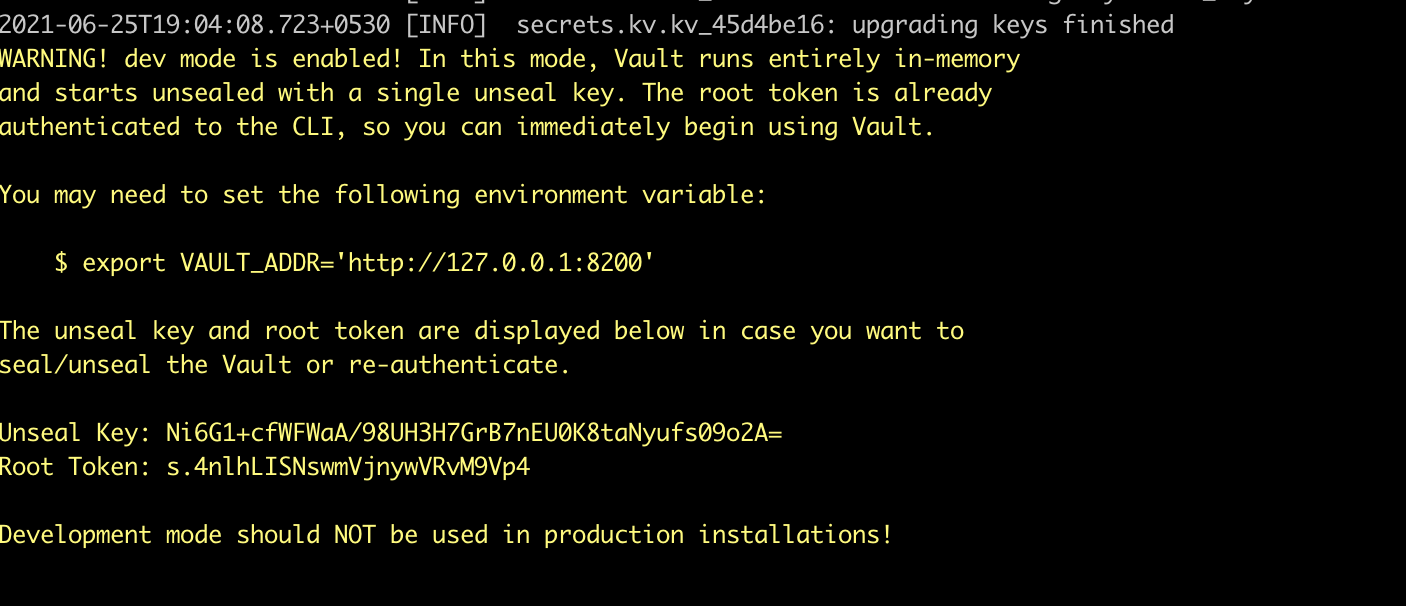 2021-06-25T19:04:08.723+0530 [INFO]  secrets.kv.kv_45d4be16: upgrading keys finished
WARNING! dev mode is enabled! In this mode, Vault runs entirely in-memory
and starts unsealed with a single unseal key. The root token is already
authenticated to the CLI, so you can immediately begin using Vault.

You may need to set the following environment variable:

    $ export VAULT_ADDR='http://127.0.0.1:8200'

The unseal key and root token are displayed below in case you want to
seal/unseal the Vault or re-authenticate.

Unseal Key: Ni6G1+cfWFWaA/98UH3H7GrB7nEU0K8taNyufs09o2A=
Root Token: s.4nlhLISNswmVjnywVRvM9Vp4

Development mode should NOT be used in production installations!